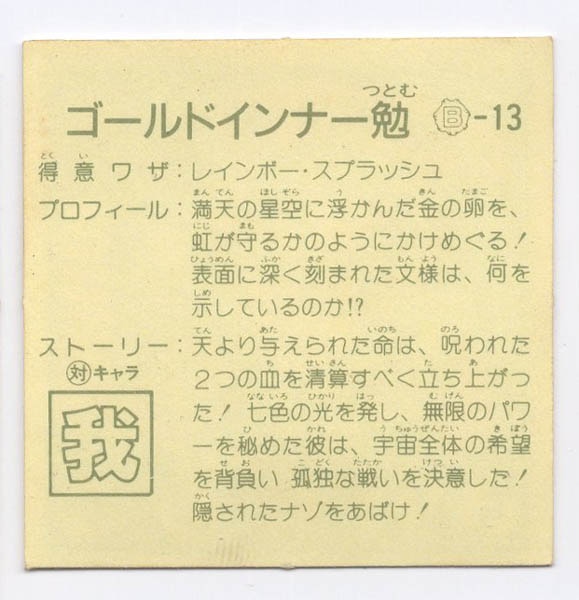 ゴールドインナー勉 Ⓑ-13
得意ワザ：レインボー・スプラッシュ
プロフィール：満天の星空に浮かんだ金の卵を、
虹が守るかのようにかけめぐる！
表面に深く刻まれた文様は、何を
示しているのか!?
ストーリー：天より与えられた命は、呪われた
２つの血を清算すべく立ち上がっ
た！七色の光を発し、無限のパワ
ーを秘めた彼は、宇宙全体の希望
を背負い 孤独な戦いを決意した！
隠されたナゾをあばけ！
対キャラ
我